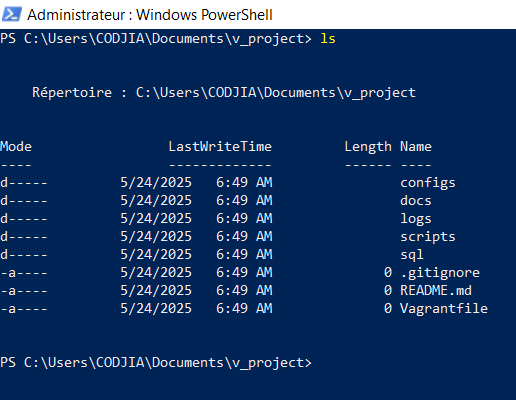 Administrateur : Windows PowerShell
PS C:\Users\CODJIA\Documents\v_project> ls
Répertoire : C:\Users\CODJIA\Documents\v_project
Mode LastWriteTime Length Name
---- ------------- ------ ----
d----- 5/24/2025 6:49 AM configs
d----- 5/24/2025 6:49 AM docs
d----- 5/24/2025 6:49 AM logs
d----- 5/24/2025 6:49 AM scripts
d----- 5/24/2025 6:49 AM sql
-a---- 5/24/2025 6:49 AM 0 .gitignore
-a---- 5/24/2025 6:49 AM 0 README.md
-a---- 5/24/2025 6:49 AM 0 Vagrantfile
PS C:\Users\CODJIA\Documents\v_project>